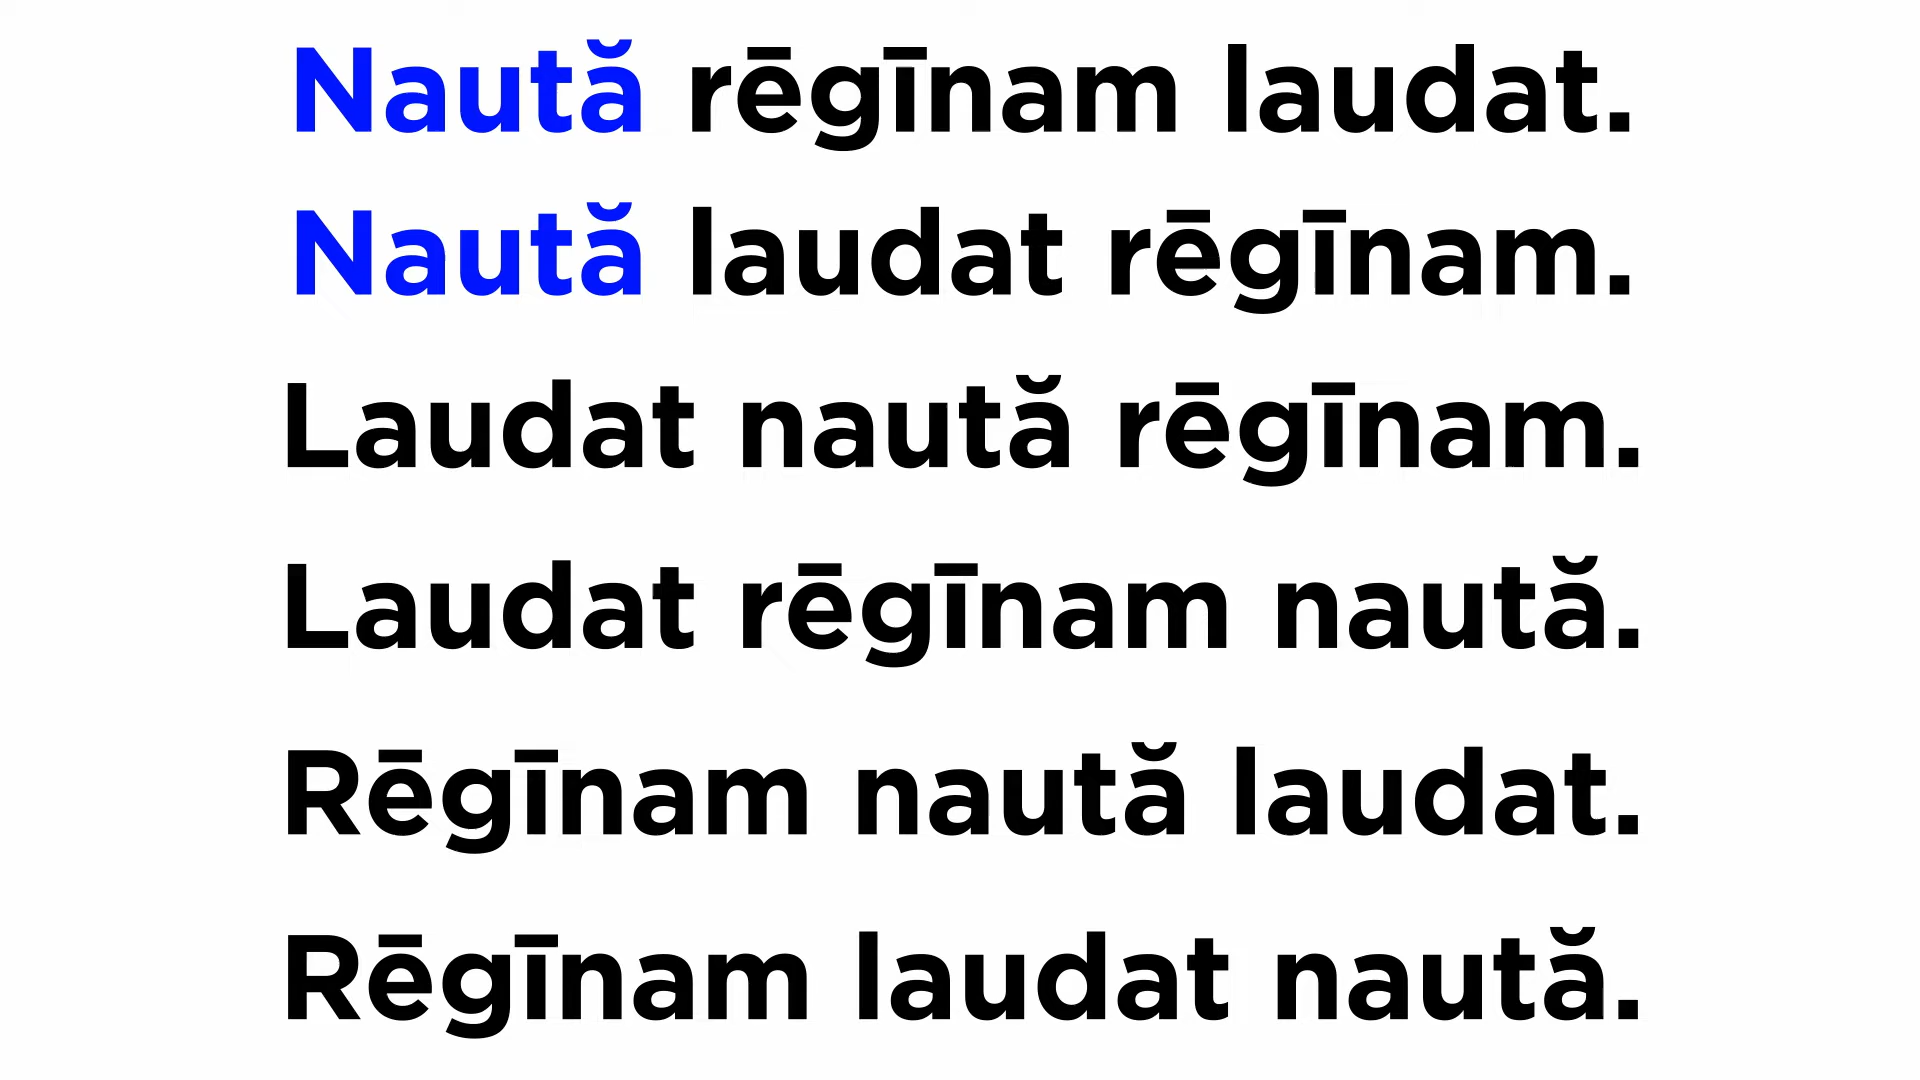 Naută rēgīnam laudat.
Naută laudat rēgīnam.
Laudat naută rēgīnam.
Laudat rēgīnam naută.
Rēgīnam naută laudat.
Rēgīnam laudat naută.